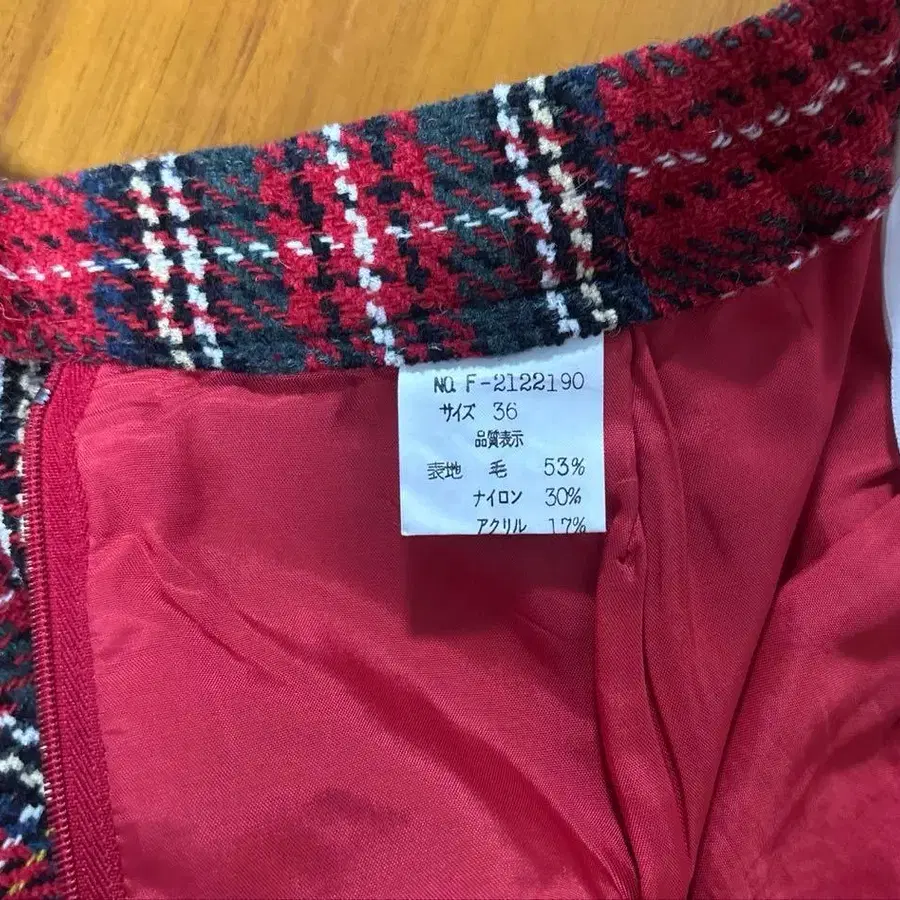 NO. F-2122190
サイズ 36
品質表示
表地 毛 53%
ナイロン 30%
アクリル 17%